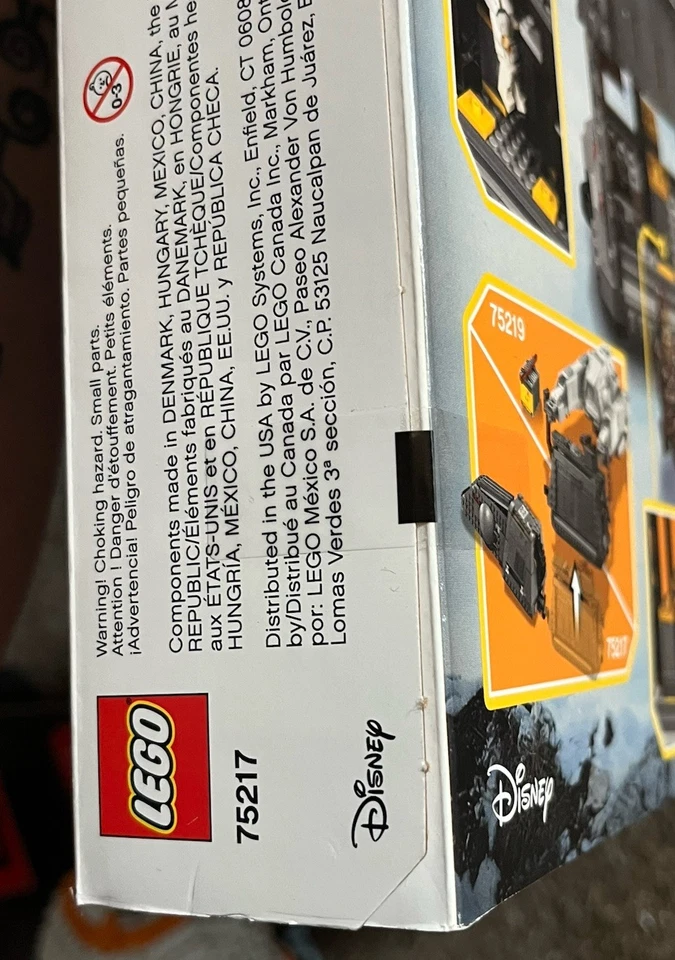 Warning! Choking hazard. Small parts.
Attention ! Danger d'étouffement. Petits éléments.
¡Advertencia! Peligro de atragantamiento. Partes pequeñas.
0-3
Components made in DENMARK, HUNGARY, MEXICO, CHINA, the
REPUBLIC/Éléments fabriqués au DANEMARK, en HONGRIE, au
aux ÉTATS-UNIS et en RÉPUBLIQUE TCHÈQUE/Componentes
HUNGRÍA, MÉXICO, CHINA, EE.UU. y REPÚBLICA CHECA.
Distributed in the USA by LEGO Systems, Inc., Enfield, CT
by/Distribué au Canada par LEGO Canada Inc., Markham,
por: LEGO México S.A. de C.V., Paseo Alexander Von
Lomas Verdes 3ª sección, C.P. 53125 Naucalpan de Juárez,
LEGO
75217
Disney
75219
75217
Disney